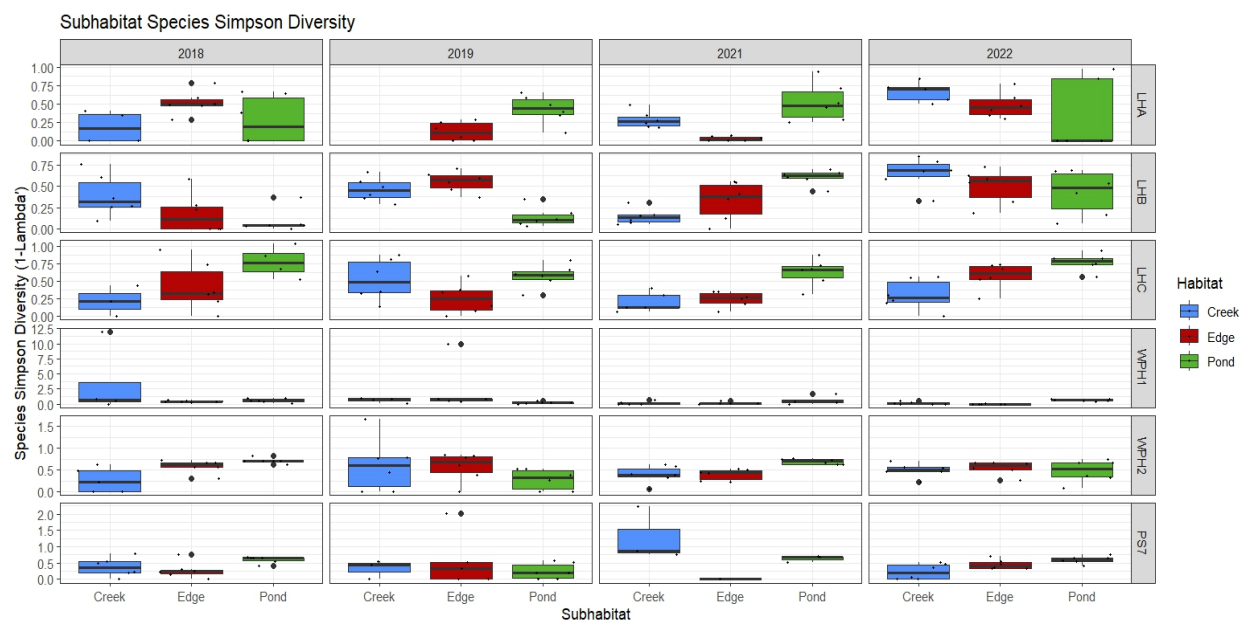 Subhabitat Species Simpson Diversity
2018 2019 2021 2022
Species Simpson Diversity (1-Lambda')
1.00
0.75
0.50
0.25
0.00
LHA
0.75
0.50
0.25
0.00
LHB
1.00
0.75
0.50
0.25
0.00
LHC
12.5
10.0
7.5
5.0
2.5
0.0
WPH1
1.5
1.0
0.5
0.0
WPH2
2.0
1.5
1.0
0.5
0.0
PS7
Creek Edge Pond Creek Edge Pond Creek Edge Pond Creek Edge Pond
Subhabitat
Habitat
Creek
Edge
Pond